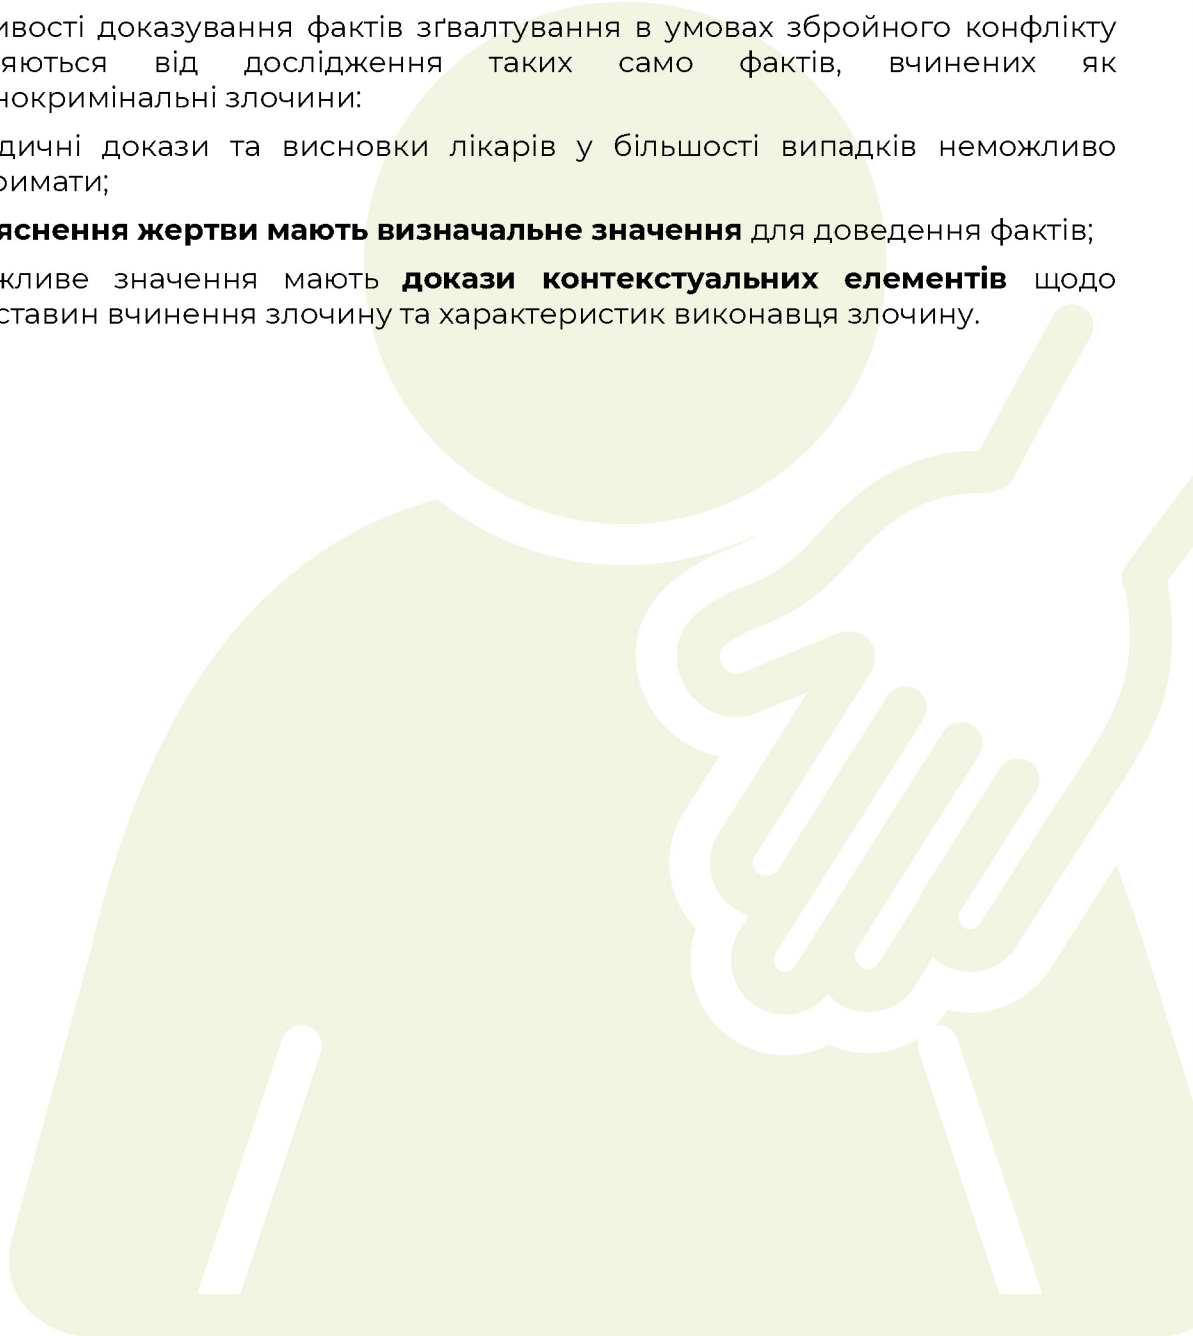 ивості доказування фактів зґвалтування в умовах збройного конфлікту
яються від дослідження таких само фактів, вчинених як
нокримінальні злочини:
дичні докази та висновки лікарів у більшості випадків неможливо
римати;
яснення жертви мають визначальне значення для доведення фактів;
жливе значення мають докази контекстуальних елементів щодо
ставин вчинення злочину та характеристик виконавця злочину.